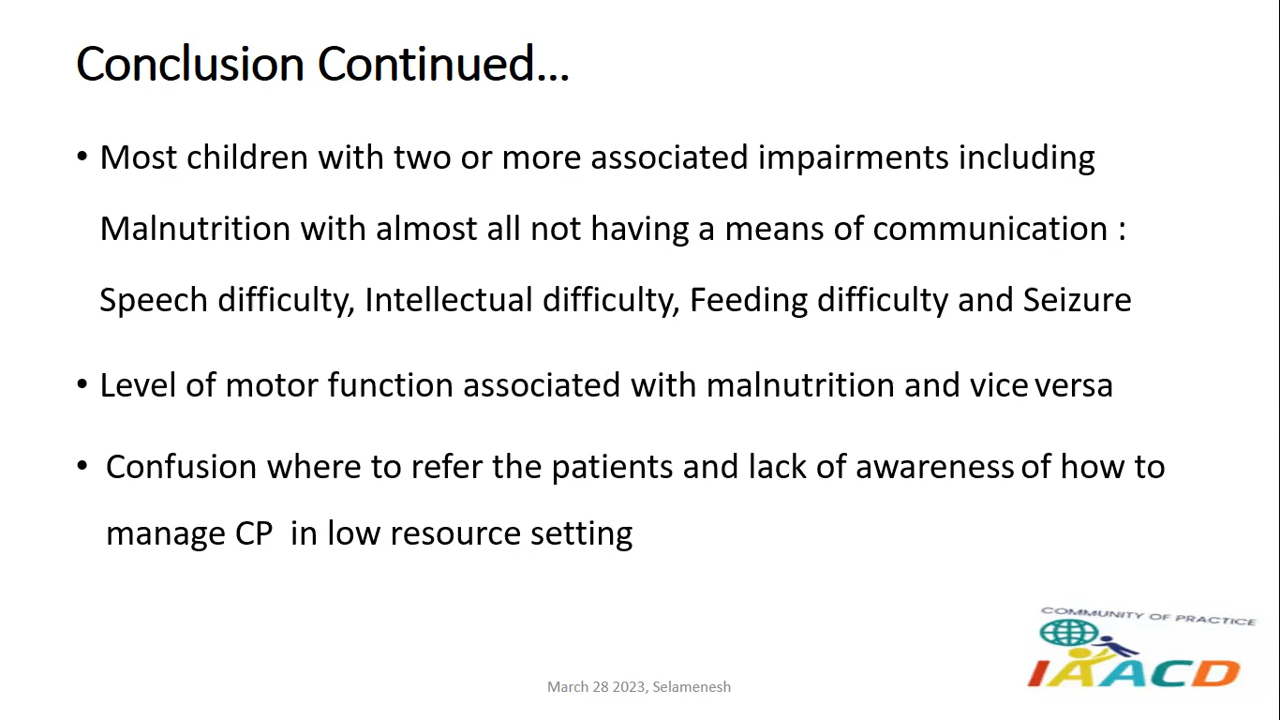 Conclusion Continued...
• Most children with two or more associated impairments including
Malnutrition with almost all not having a means of communication :
Speech difficulty, Intellectual difficulty, Feeding difficulty and Seizure
• Level of motor function associated with malnutrition and vice versa
• Confusion where to refer the patients and lack of awareness of how to
manage CP in low resource setting
COMMUNITY OF PRACTICE
IAACD
March 28 2023, Selamenesh